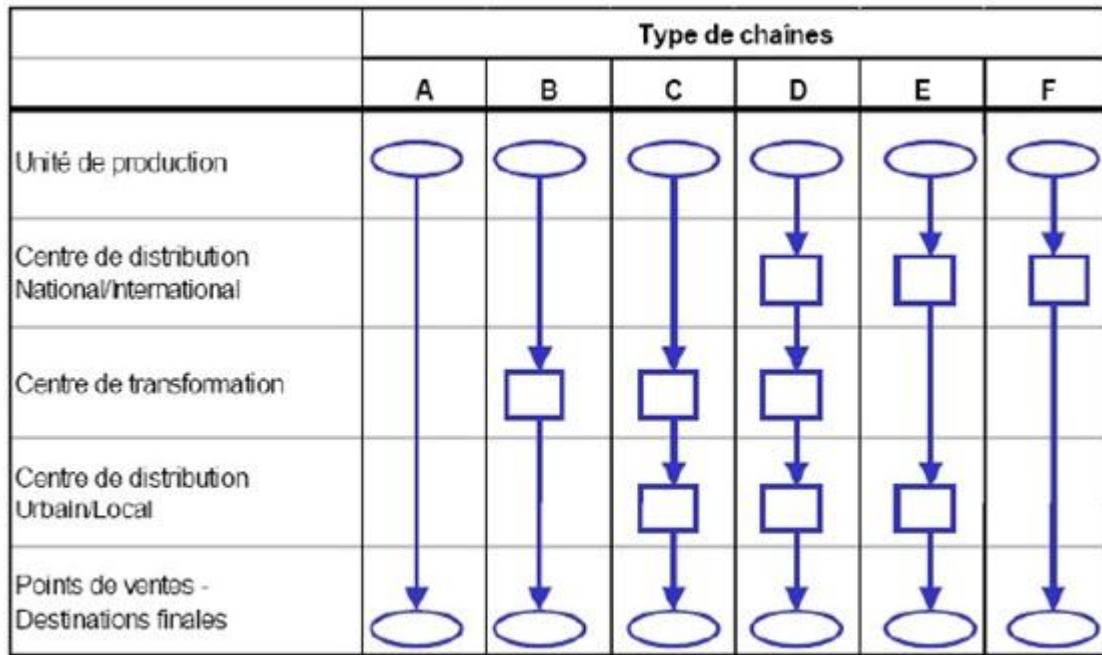 Type de chaînes
A B C D E F
Unité de production
Centre de distribution
National/International
Centre de transformation
Centre de distribution
Urbain/Local
Points de ventes -
Destinations finales